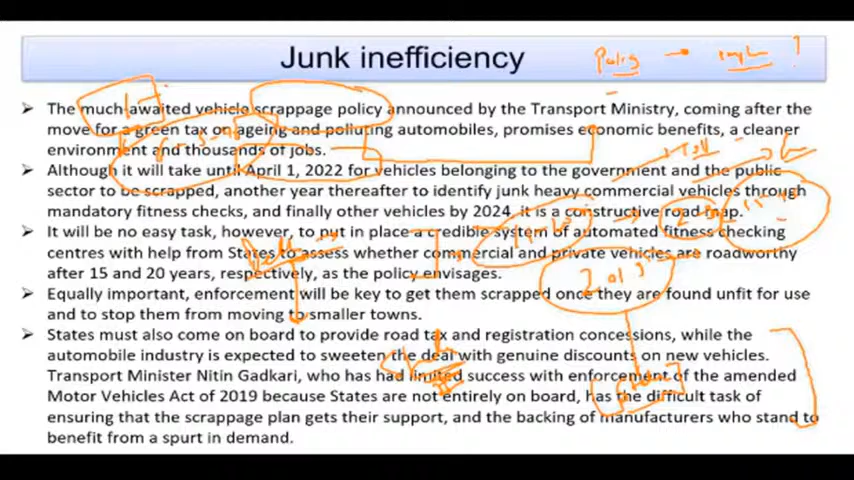 Junk inefficiency
Policy → ?
➤ The much-awaited vehicle scrappage policy announced by the Transport Ministry, coming after the
move for a green tax on ageing and polluting automobiles, promises economic benefits, a cleaner
environment and thousands of jobs.
➤ Although it will take until April 1, 2022 for vehicles belonging to the government and the public
sector to be scrapped, another year thereafter to identify junk heavy commercial vehicles through
mandatory fitness checks, and finally other vehicles by 2024, it is a constructive road map.
➤ It will be no easy task, however, to put in place a credible system of automated fitness checking
centres with help from States to assess whether commercial and private vehicles are roadworthy
after 15 and 20 years, respectively, as the policy envisages.
➤ Equally important, enforcement will be key to get them scrapped once they are found unfit for use
and to stop them from moving to smaller towns.
➤ States must also come on board to provide road tax and registration concessions, while the
automobile industry is expected to sweeten the deal with genuine discounts on new vehicles.
Transport Minister Nitin Gadkari, who has had limited success with enforcement of the amended
Motor Vehicles Act of 2019 because States are not entirely on board, has the difficult task of
ensuring that the scrappage plan gets their support, and the backing of manufacturers who stand to
benefit from a spurt in demand.